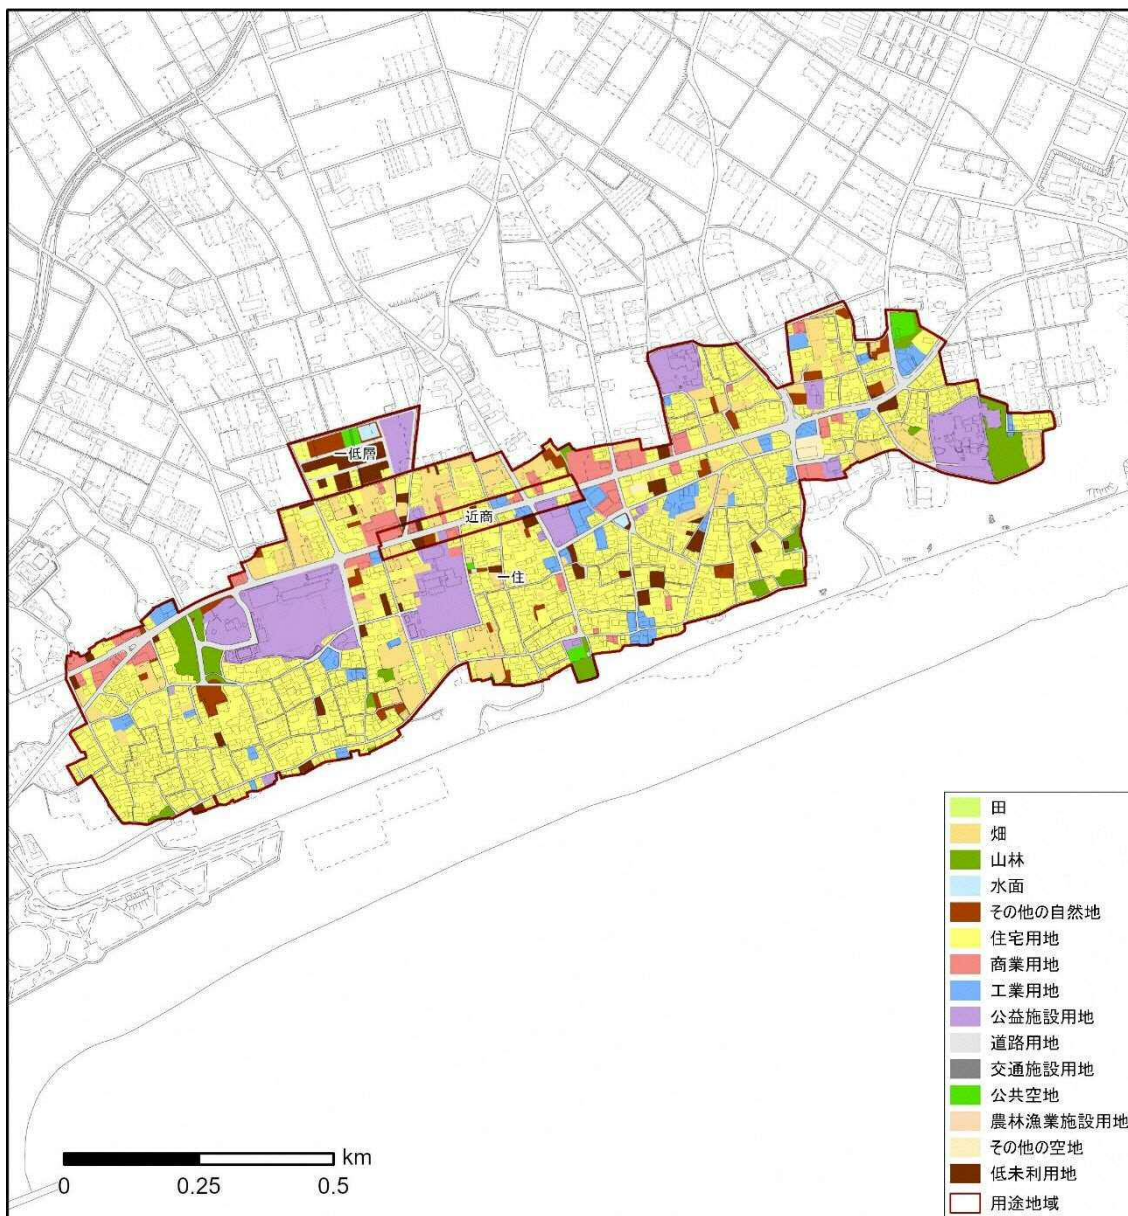 一低層
近商
一住
田
畑
山林
水面
その他の自然地
住宅用地
商業用地
工業用地
公益施設用地
道路用地
交通施設用地
公共空地
農林漁業施設用地
その他の空地
低未利用地
用途地域
km
0 0.25 0.5